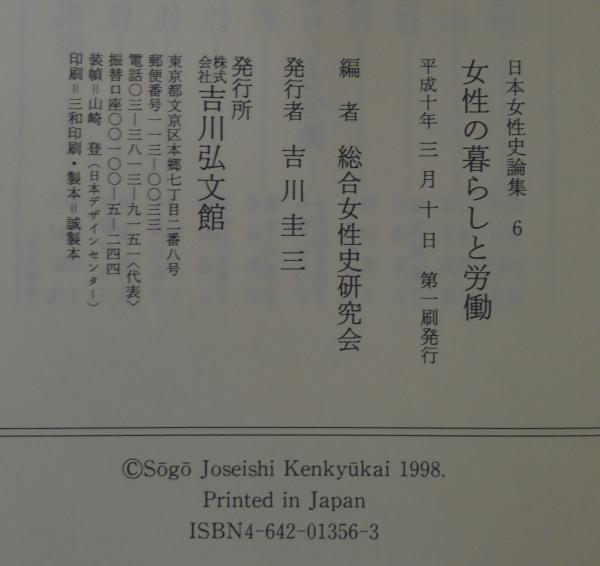 日本女性史論集 6
女性の暮らしと労働
平成十年三月十日 第一刷発行
編者 総合女性史研究会
発行者 吉川圭三
発行所
株式会社 吉川弘文館
東京都文京区本郷七丁目二番八号
郵便番号一一三―〇〇三三
電話〇三―三八一三―九一五一〈代表〉
振替口座〇〇一〇〇―五―二四四
装幀＝山崎 登（日本デザインセンター）
印刷＝三和印刷・製本＝誠製本
©Sōgō Joseishi Kenkyūkai 1998.
Printed in Japan
ISBN4-642-01356-3